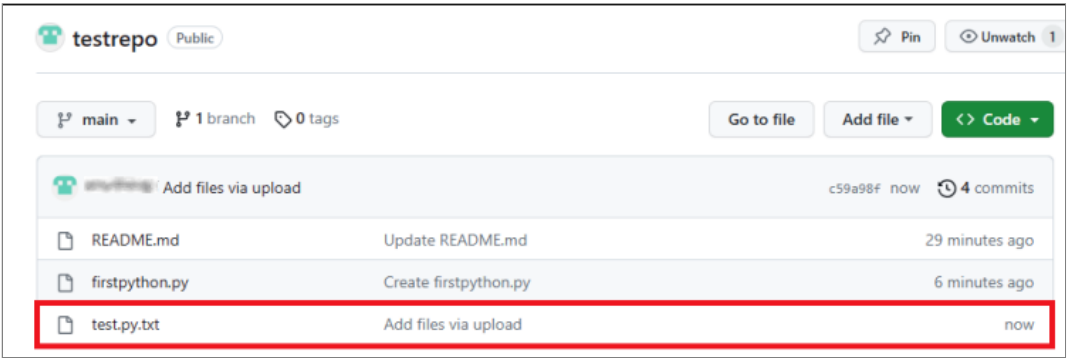 testrepo Public Pin Unwatch 1
main 1 branch 0 tags Go to file Add file Code
Add files via upload c59a98f now 4 commits
README.md Update README.md 29 minutes ago
firstpython.py Create firstpython.py 6 minutes ago
test.py.txt Add files via upload now